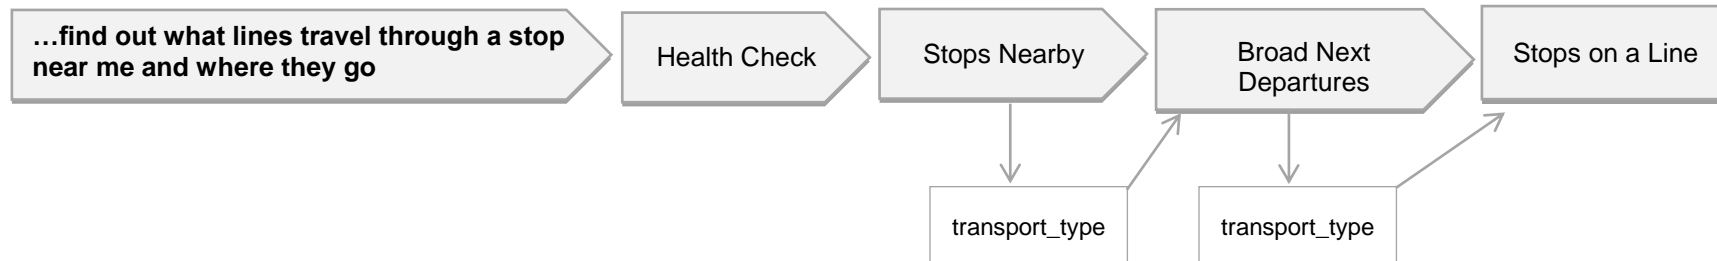 …find out what lines travel through a stop
near me and where they go
Health Check
Stops Nearby
Broad Next
Departures
Stops on a Line
transport_type
transport_type